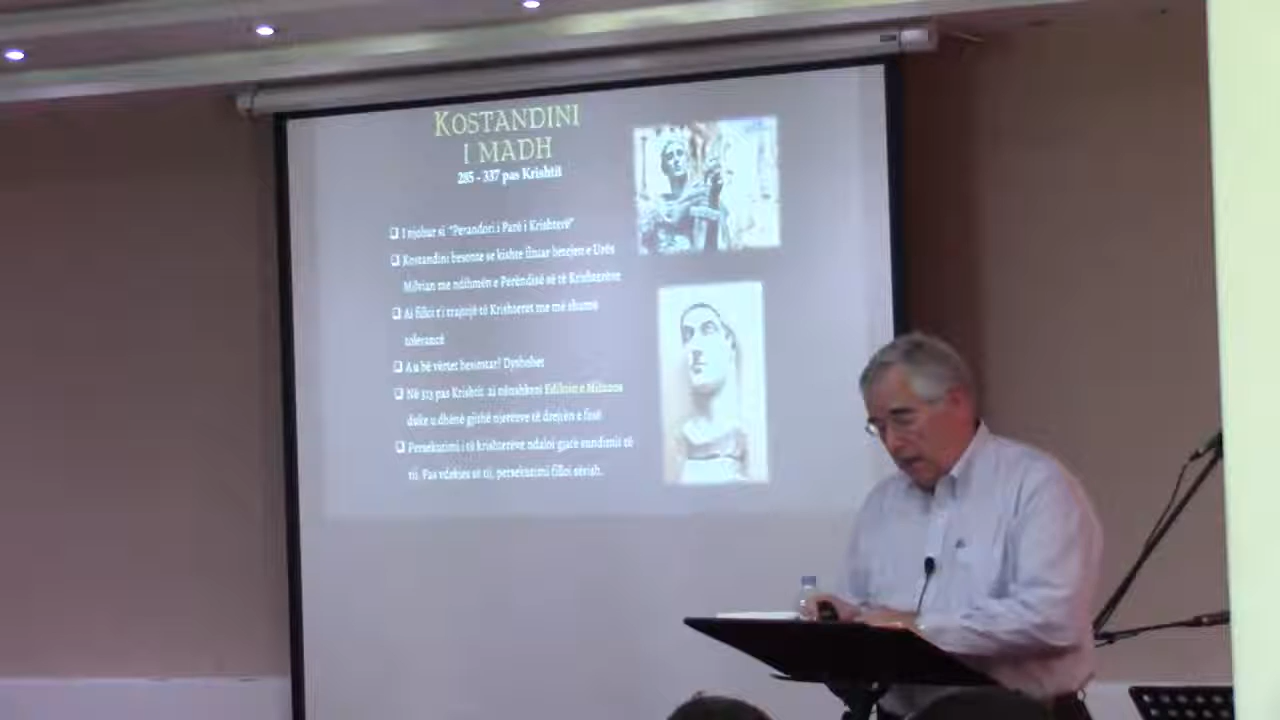 KOSTANDINI
I MADH
285 - 337 pas Krishtit
I njohur si "Perandori i Parë i Krishterë"
Kostandini besonte se kishte fituar betejën e Urës
Milvian me ndihmën e Perëndisë së të Krishterëve
Ai filloi t'i trajtojë të Krishterët me më shumë
tolerancë
A u bë vërtet besimtar? Dyshohet
Në 313 pas Krishtit, ai nënshkroi Ediktin e Milanos
duke u dhënë gjithë njerëzve të drejtën e fesë
Persekutimi i të krishterëve ndaloi gjatë sundimit të
tij. Pas vdekjes së tij, persekutimi filloi sërish.